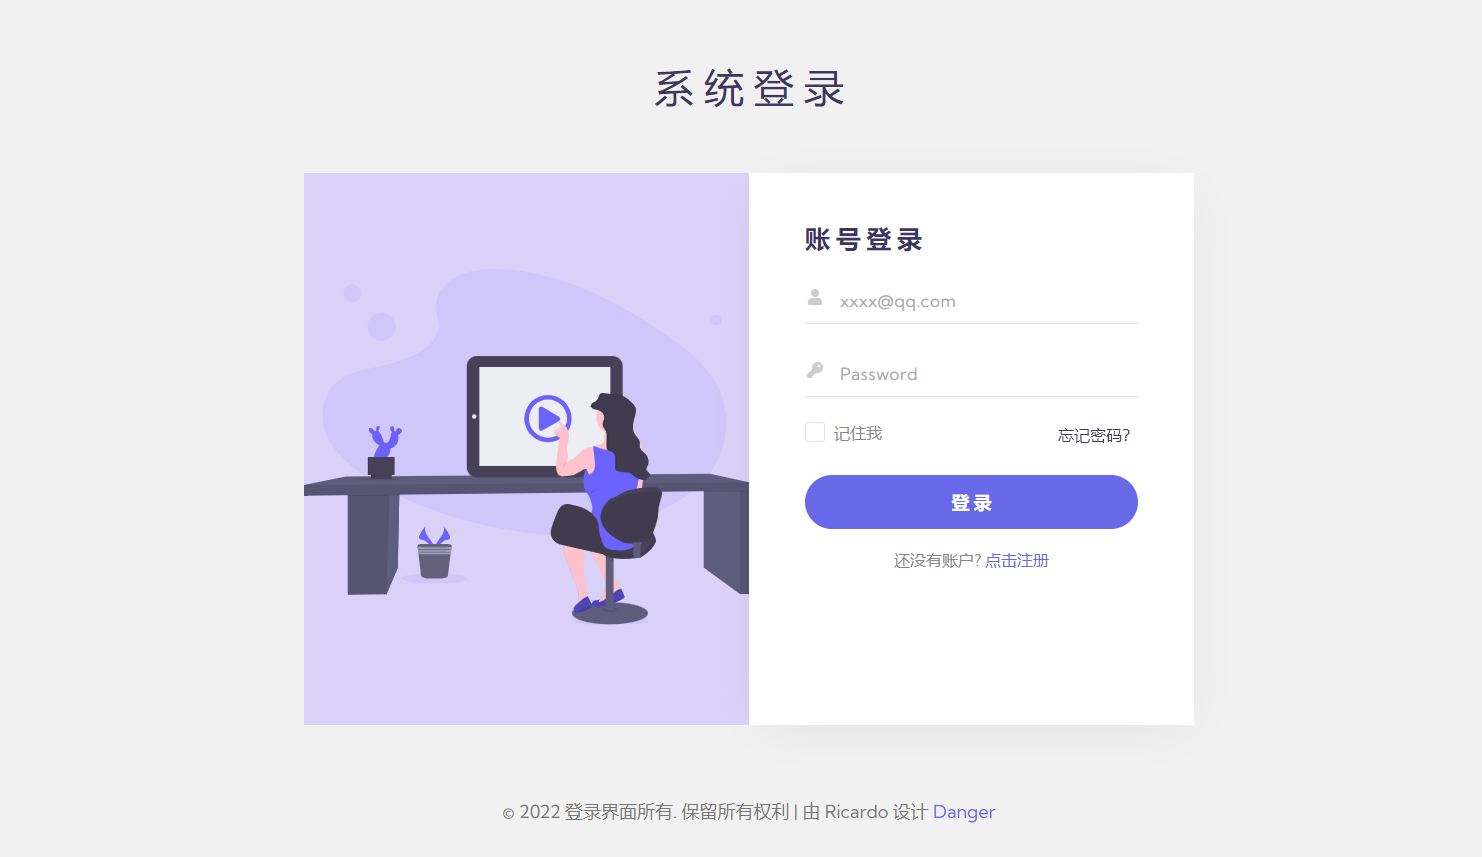 系统登录
账号登录
xxxx@qq.com
Password
记住我
忘记密码?
登录
还没有账户? 点击注册
© 2022 登录界面所有. 保留所有权利 | 由 Ricardo 设计 Danger